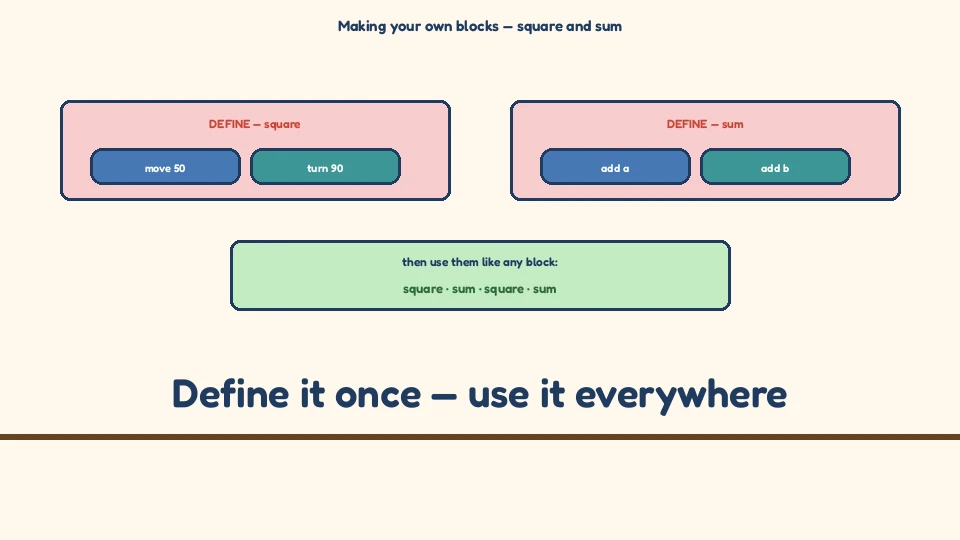 Making your own blocks — square and sum
DEFINE — square
move 50
turn 90
DEFINE — sum
add a
add b
then use them like any block:
square · sum · square · sum
Define it once — use it everywhere